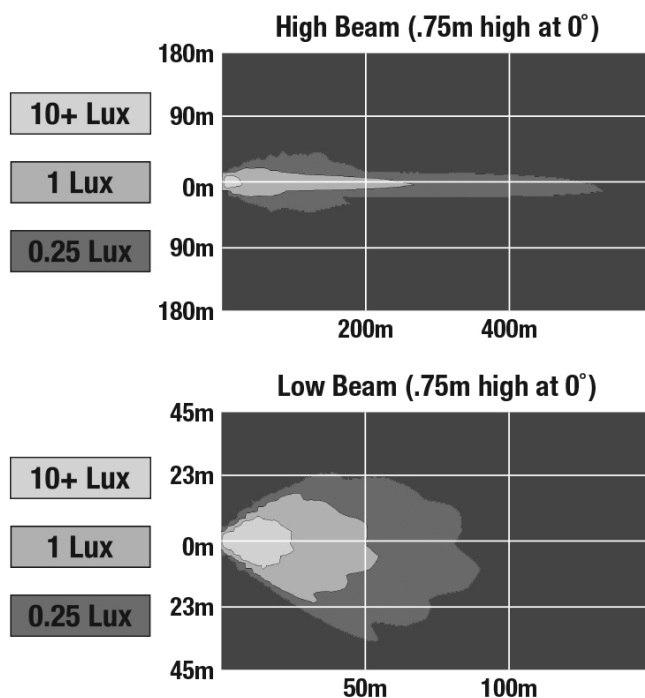 High Beam (.75m high at 0˚)
180m
10+ Lux
90m
1 Lux
0m
0.25 Lux
90m
180m
200m 400m
Low Beam (.75m high at 0˚)
45m
10+ Lux
23m
1 Lux
0m
0.25 Lux
23m
45m
50m 100m